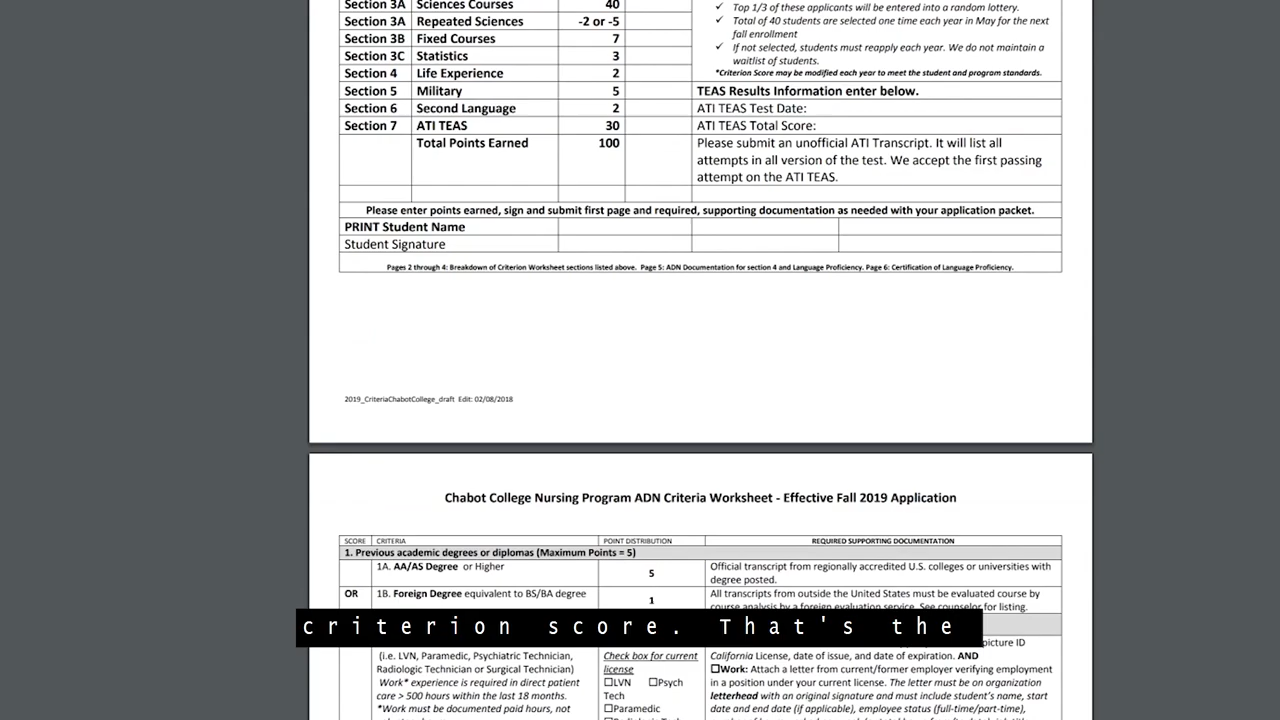 Section 3A Sciences Courses 40
Section 3A Repeated Sciences -2 or -5
Section 3B Fixed Courses 7
Section 3C Statistics 3
Section 4 Life Experience 2
Section 5 Military 5
Section 6 Second Language 2
Section 7 ATI TEAS 30
Total Points Earned 100
✓ Top 1/3 of these applicants will be entered into a random lottery.
✓ Total of 40 students are selected one time each year in May for the next
fall enrollment
✓ If not selected, students must reapply each year. We do not maintain a
waitlist of students.
*Criterion Score may be modified each year to meet the student and program standards.
TEAS Results Information enter below.
ATI TEAS Test Date:
ATI TEAS Total Score:
Please submit an unofficial ATI Transcript. It will list all
attempts in all version of the test. We accept the first passing
attempt on the ATI TEAS.
Please enter points earned, sign and submit first page and required, supporting documentation as needed with your application packet.
PRINT Student Name
Student Signature
Pages 2 through 4: Breakdown of Criterion Worksheet sections listed above. Page 5: ADN Documentation for section 4 and Language Proficiency. Page 6: Certification of Language Proficiency.
2019_CriteriaChabotCollege_draft Edit: 02/08/2018
Chabot College Nursing Program ADN Criteria Worksheet - Effective Fall 2019 Application
SCORE CRITERIA POINT DISTRIBUTION REQUIRED SUPPORTING DOCUMENTATION
1. Previous academic degrees or diplomas (Maximum Points = 5)
1A. AA/AS Degree or Higher 5 Official transcript from regionally accredited U.S. colleges or universities with
degree posted.
OR 1B. Foreign Degree equivalent to BS/BA degree 1 All transcripts from outside the United States must be evaluated course by
course analysis by a foreign evaluation service. See counselor for listing.
criterion score. That's the
picture ID
(i.e. LVN, Paramedic, Psychiatric Technician,
Radiologic Technician or Surgical Technician)
Work* experience is required in direct patient
care > 500 hours within the last 18 months.
*Work must be documented paid hours, not
Check box for current
license
☐LVN ☐Psych
Tech
☐Paramedic
California License, date of issue, and date of expiration. AND
☐Work: Attach a letter from current/former employer verifying employment
in a position under your current license. The letter must be on organization
letterhead with an original signature and must include student's name, start
date and end date (if applicable), employee status (full-time/part-time),